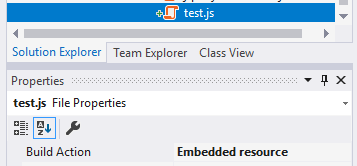 test.js
Solution Explorer Team Explorer Class View
Properties
test.js File Properties
Build Action Embedded resource